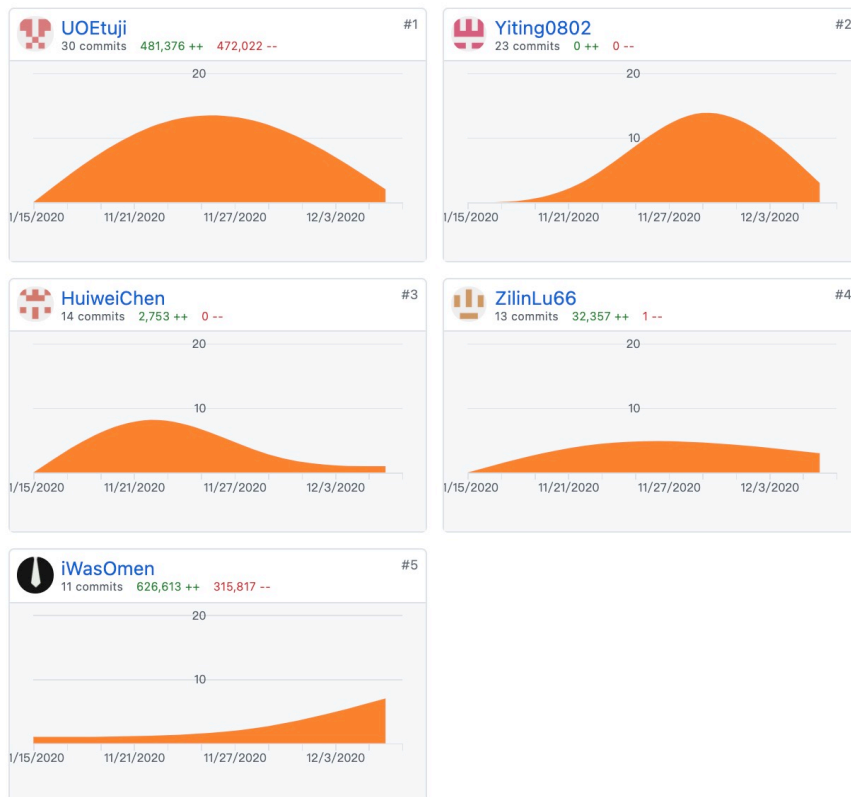 UOEtuji #1
30 commits 481,376 ++ 472,022 --
20
1/15/2020 11/21/2020 11/27/2020 12/3/2020
Yiting0802 #2
23 commits 0 ++ 0 --
20
10
1/15/2020 11/21/2020 11/27/2020 12/3/2020
HuiweiChen #3
14 commits 2,753 ++ 0 --
20
10
1/15/2020 11/21/2020 11/27/2020 12/3/2020
ZilinLu66 #4
13 commits 32,357 ++ 1 --
20
10
1/15/2020 11/21/2020 11/27/2020 12/3/2020
iWasOmen #5
11 commits 626,613 ++ 315,817 --
20
10
1/15/2020 11/21/2020 11/27/2020 12/3/2020